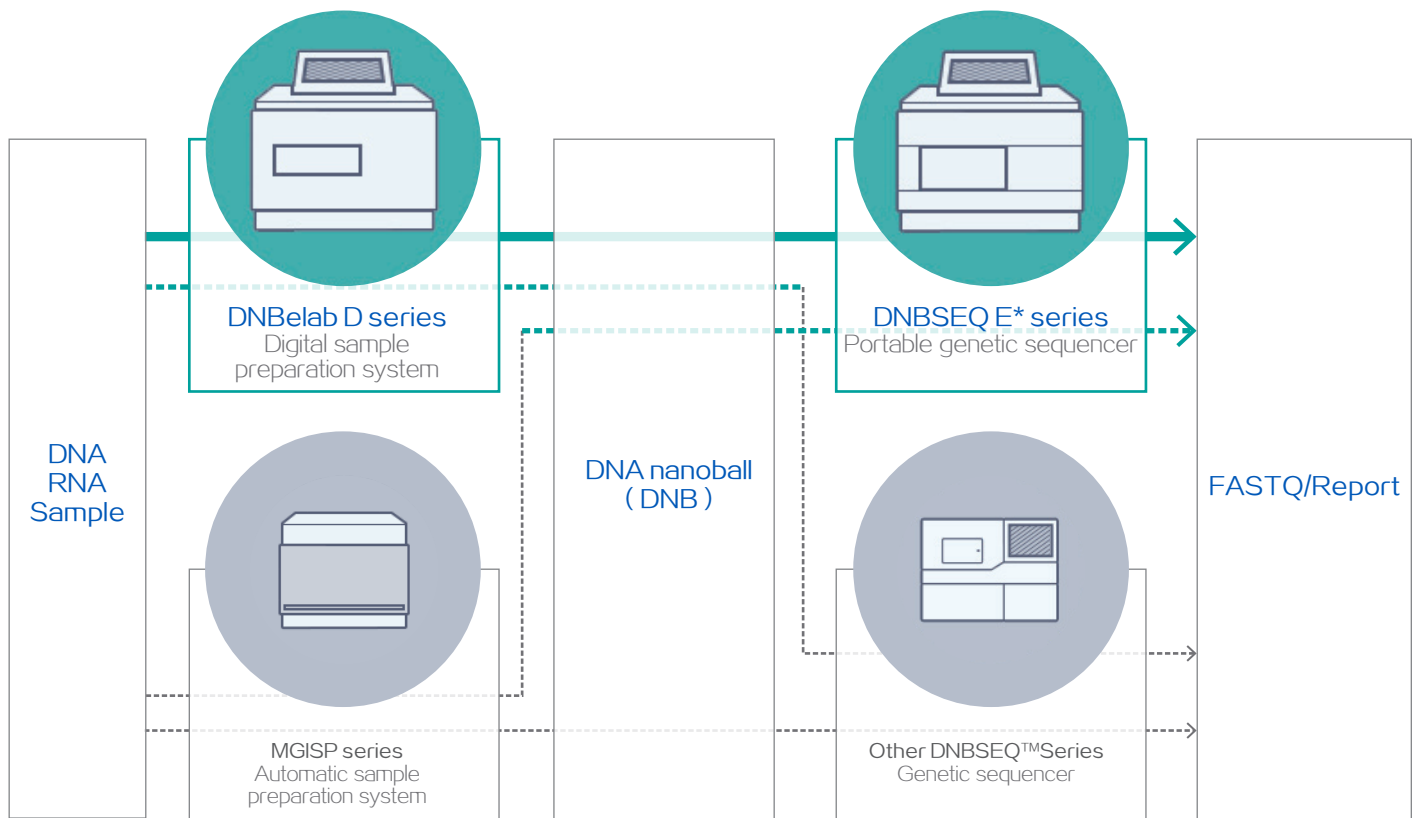 DNA
RNA
Sample
DNBelab D series
Digital sample
preparation system
MGISP series
Automatic sample
preparation system
DNA nanoball
( DNB )
DNBSEQ E* series
Portable genetic sequencer
Other DNBSEQ™Series
Genetic sequencer
FASTQ/Report